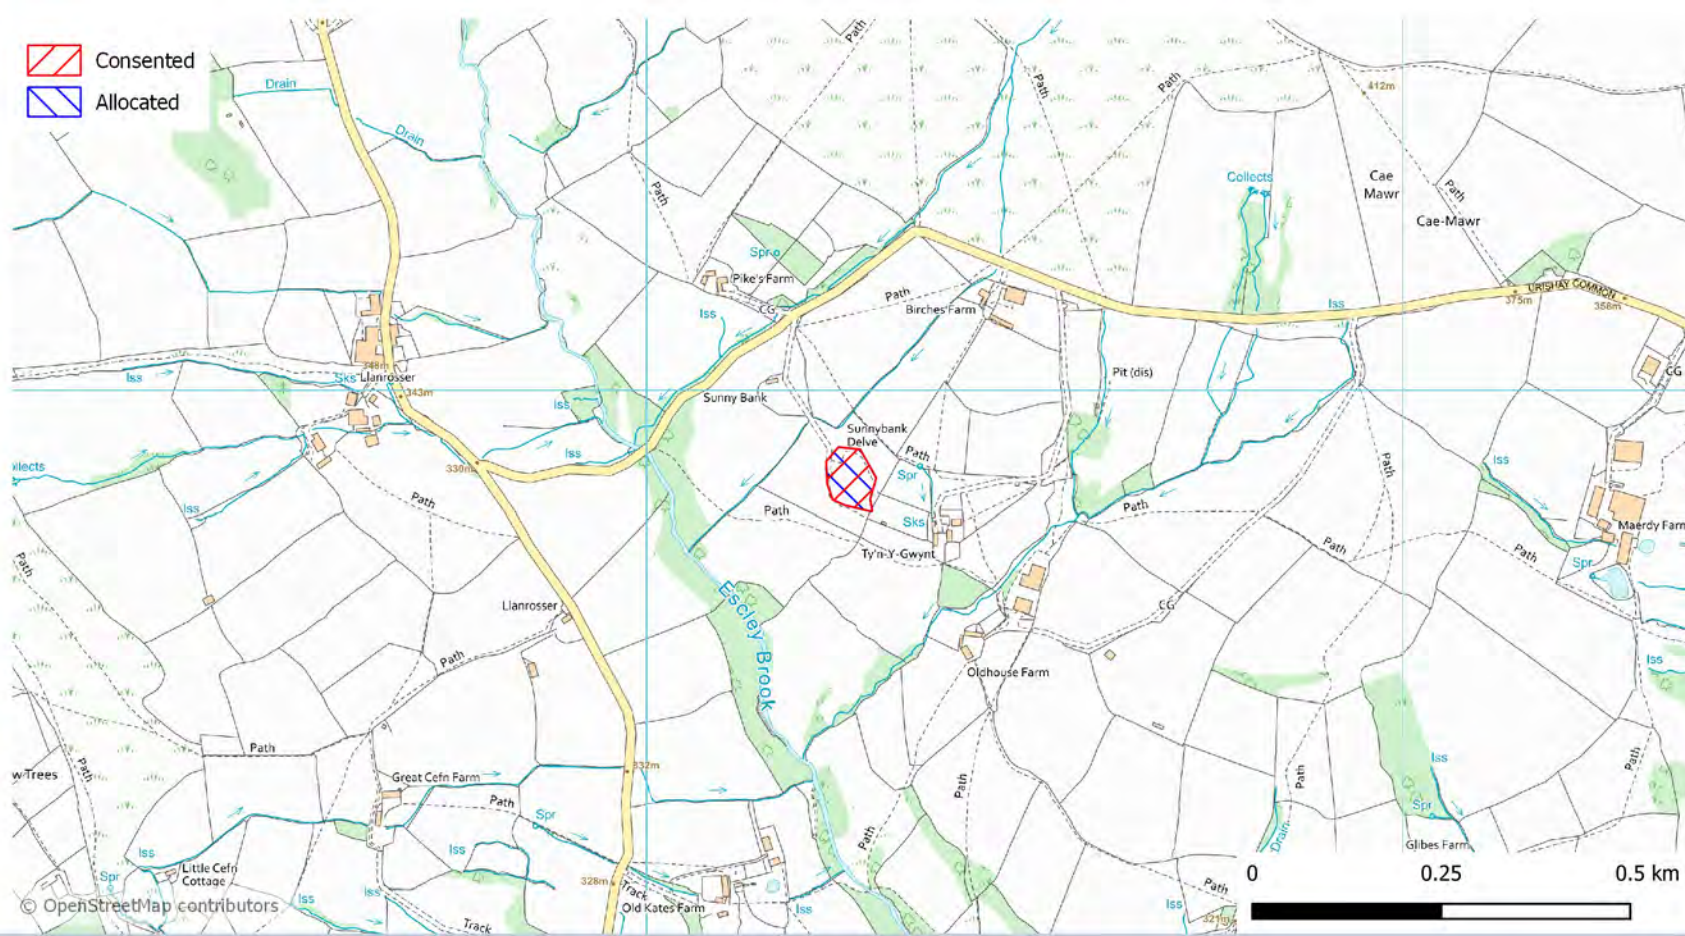 Consented
Allocated
Drain
Drain
Path
Path
Path
412m
Path
Collects
Cae
Mawr
Path
Cae-Mawr
Path
Spr
Pike's Farm
CG
Iss
Path
Birches Farm
Iss
URISHAY COMMON
375m
358m
348m
Iss
Sks
Llanrosser
343m
Sunny Bank
Pit (dis)
CG
Iss
Sunnybank
Delve
Iss
Path
330m
Spr
Path
Iss
Path
Iss
Path
Sks
Path
Maerdy Farm
Ty'n-Y-Gwynt
Path
Path
Spr
Path
Escley Brook
Llanrosser
CG
Path
Oldhouse Farm
Iss
Path
w Trees
Path
332m
Great Cefn Farm
Path
Path
Path
Path
Iss
Spr
Spr
Iss
Iss
Path
Drain
Glibes Farm
Little Cefn
Cottage
Spr
Iss
Iss
328m
Track
Old Kates Farm
Iss
Path
Iss
321m
Track
0
0.25
0.5 km
© OpenStreetMap contributors